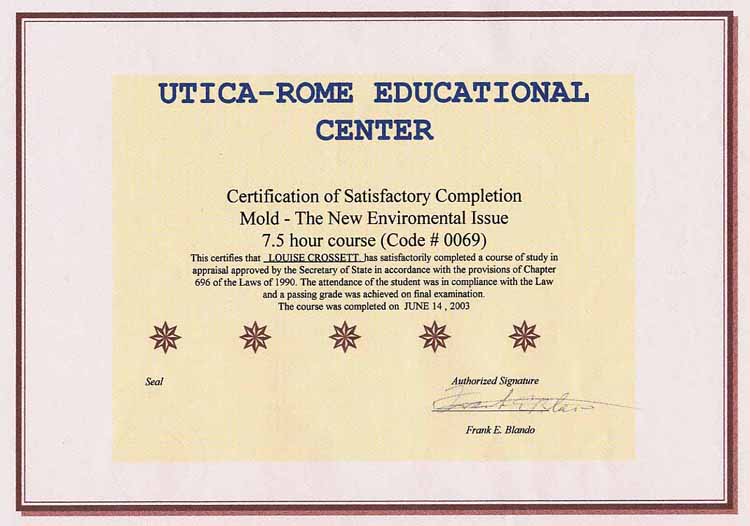 UTICA-ROME EDUCATIONAL
CENTER
Certification of Satisfactory Completion
Mold - The New Enviromental Issue
7.5 hour course (Code # 0069)
This certifies that LOUISE CROSSETT has satisfactorily completed a course of study in
appraisal approved by the Secretary of State in accordance with the provisions of Chapter
696 of the Laws of 1990. The attendance of the student was in compliance with the Law
and a passing grade was achieved on final examination.
The course was completed on JUNE 14 , 2003
Seal
Authorized Signature
Frank E. Blando